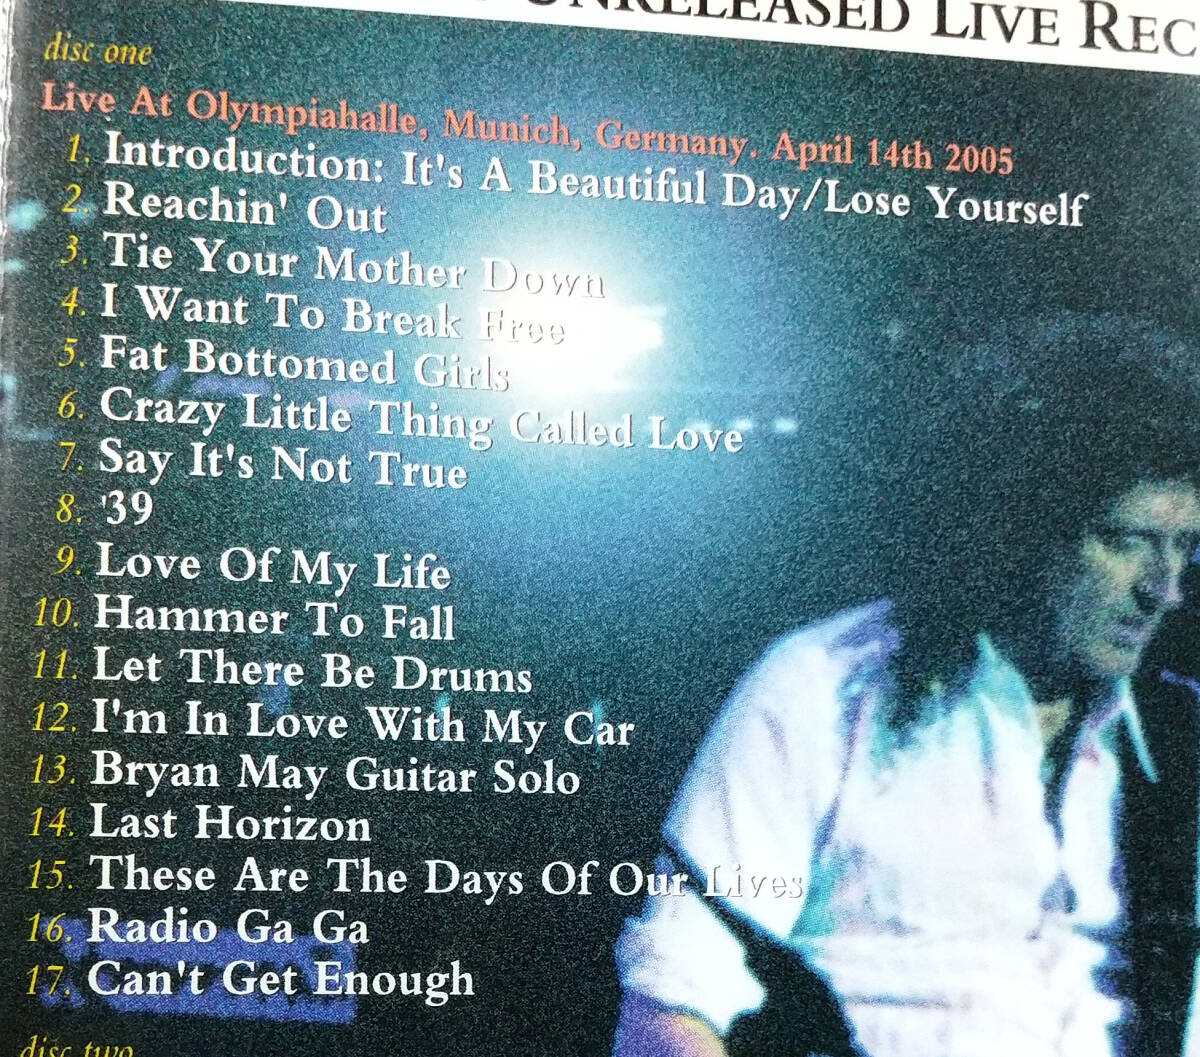 UNRELEASED LIVE REC
disc one
Live At Olympiahalle, Munich, Germany. April 14th 2005
1. Introduction: It's A Beautiful Day/Lose Yourself
2. Reachin' Out
3. Tie Your Mother Down
4. I Want To Break Free
5. Fat Bottomed Girls
6. Crazy Little Thing Called Love
7. Say It's Not True
8. '39
9. Love Of My Life
10. Hammer To Fall
11. Let There Be Drums
12. I'm In Love With My Car
13. Bryan May Guitar Solo
14. Last Horizon
15. These Are The Days Of Our Lives
16. Radio Ga Ga
17. Can't Get Enough
disc two